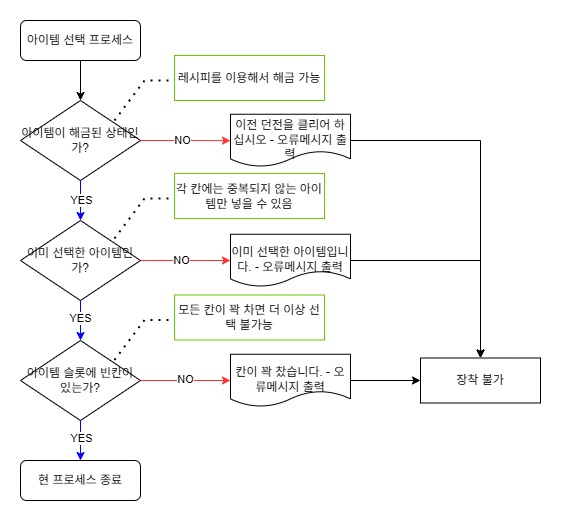 아이템 선택 프로세스
레시피를 이용해서 해금 가능
아이템이 해금된 상태인
가?
NO
이전 던전을 클리어 하
십시오 - 오류메시지 출
력
YES
각 칸에는 중복되지 않는 아이
템만 넣을 수 있음
이미 선택한 아이템인
가?
NO
이미 선택한 아이템입니
다. - 오류메시지 출력
YES
모든 칸이 꽉 차면 더 이상 선
택 불가능
아이템 슬롯에 빈칸이
있는가?
NO
칸이 꽉 찼습니다. - 오
류메시지 출력
장착 불가
YES
현 프로세스 종료